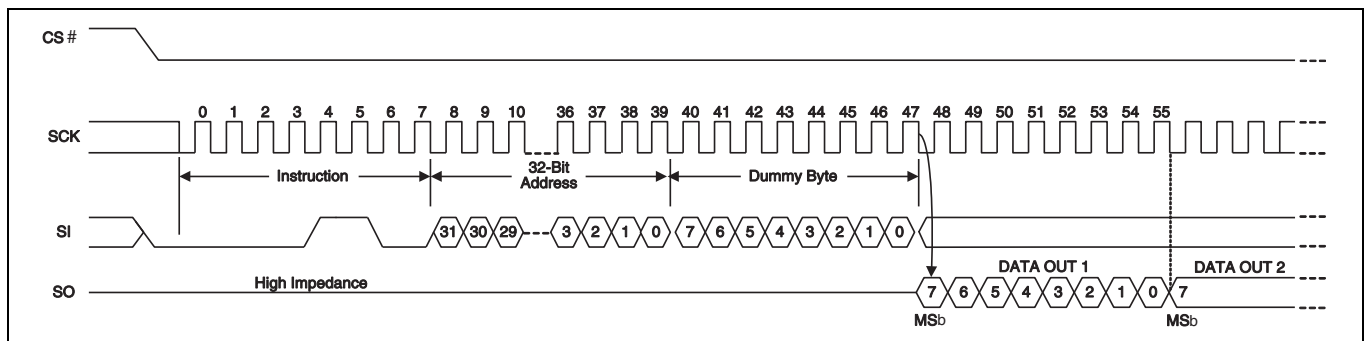 CS #
0 1 2 3 4 5 6 7 8 9 10 36 37 38 39 40 41 42 43 44 45 46 47 48 49 50 51 52 53 54 55
SCK
Instruction
32-Bit
Address
Dummy Byte
SI
31 30 29 3 2 1 0 7 6 5 4 3 2 1 0
DATA OUT 1
DATA OUT 2
High Impedance
SO
7 6 5 4 3 2 1 0 7
MSb
MSb